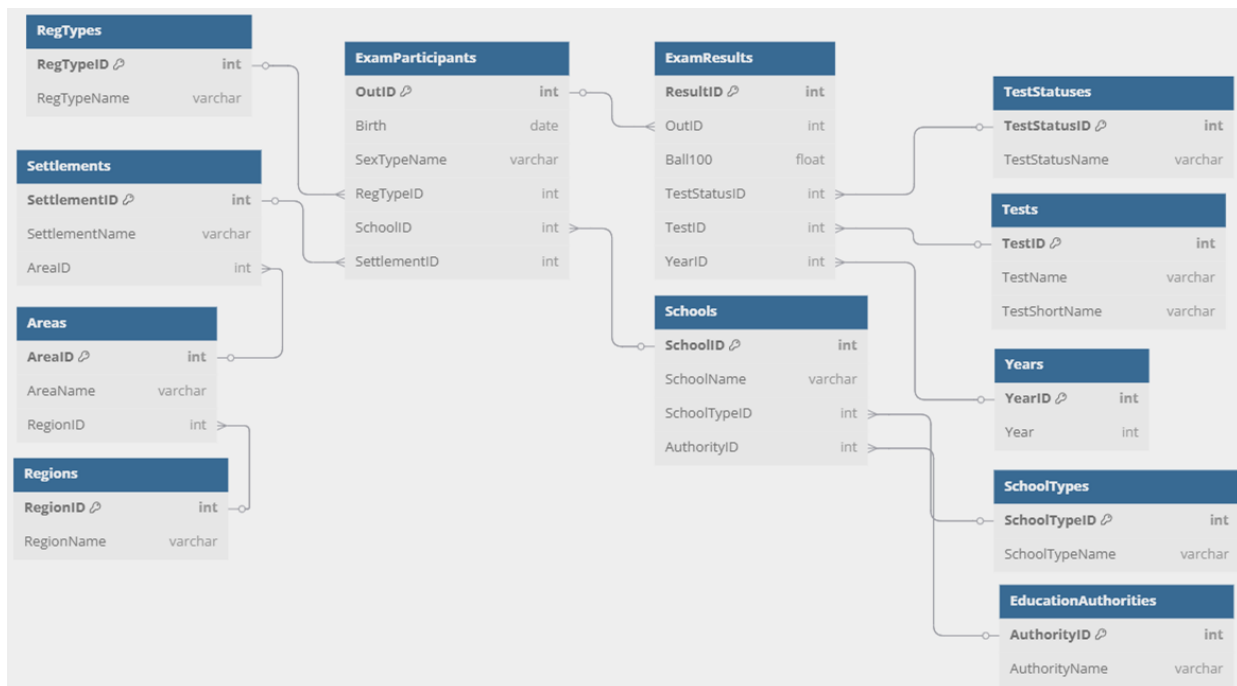 RegTypes
RegTypeID int
RegTypeName varchar
Settlements
SettlementID int
SettlementName varchar
AreaID int
Areas
AreaID int
AreaName varchar
RegionID int
Regions
RegionID int
RegionName varchar
ExamParticipants
OutID int
Birth date
SexTypeName varchar
RegTypeID int
SchoolID int
SettlementID int
ExamResults
ResultID int
OutID int
Ball100 float
TestStatusID int
TestID int
YearID int
Schools
SchoolID int
SchoolName varchar
SchoolTypeID int
AuthorityID int
TestStatuses
TestStatusID int
TestStatusName varchar
Tests
TestID int
TestName varchar
TestShortName varchar
Years
YearID int
Year int
SchoolTypes
SchoolTypeID int
SchoolTypeName varchar
EducationAuthorities
AuthorityID int
AuthorityName varchar